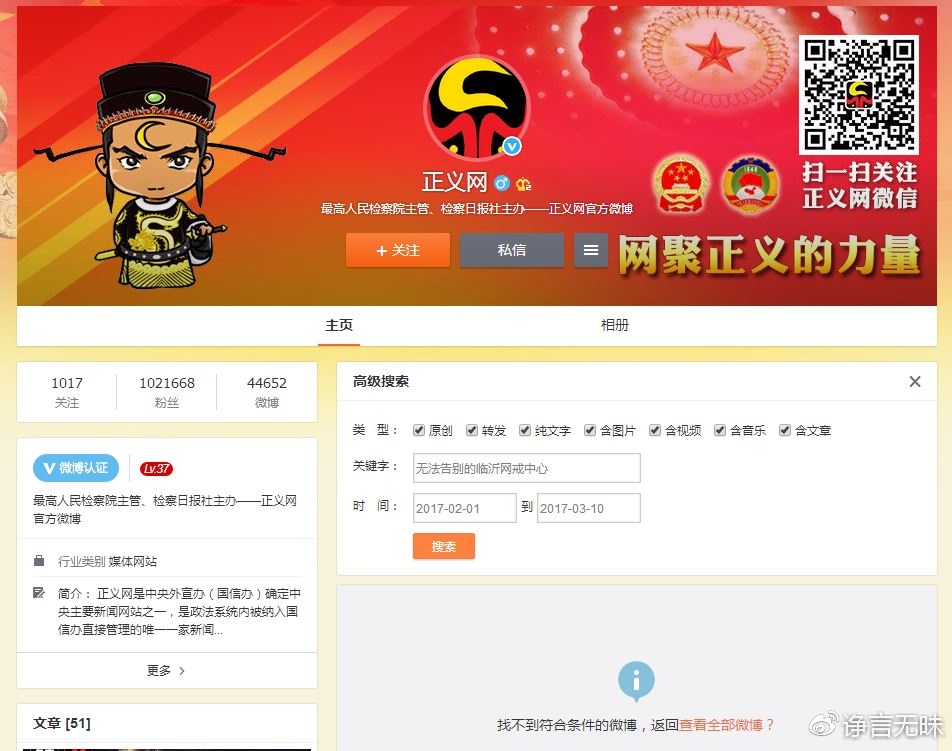 扫一扫关注
正义网微信
正义网
最高人民检察院主管、检察日报社主办——正义网官方微博
+ 关注
私信
网聚正义的力量
主页
相册
1017
关注
1021668
粉丝
44652
微博
V 微博认证
Lv.37
最高人民检察院主管、检察日报社主办——正义网
官方微博
行业类别 媒体网站
简介： 正义网是中央外宣办（国信办）确定中
央主要新闻网站之一，是政法系统内被纳入国
信办直接管理的唯一一家新闻...
更多 >
文章 [51]
高级搜索
类 型： 原创 转发 纯文字 含图片 含视频 含音乐 含文章
关键字： 无法告别的临沂网戒中心
时 间： 2017-02-01 到 2017-03-10
搜索
找不到符合条件的微博，返回查看全部微博？
诤言无昧